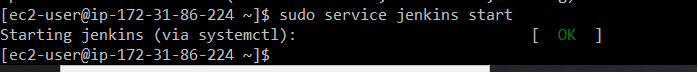 [ec2-user@ip-172-31-86-224 ~]$ sudo service jenkins start
Starting jenkins (via systemctl):                          [  OK  ]
[ec2-user@ip-172-31-86-224 ~]$